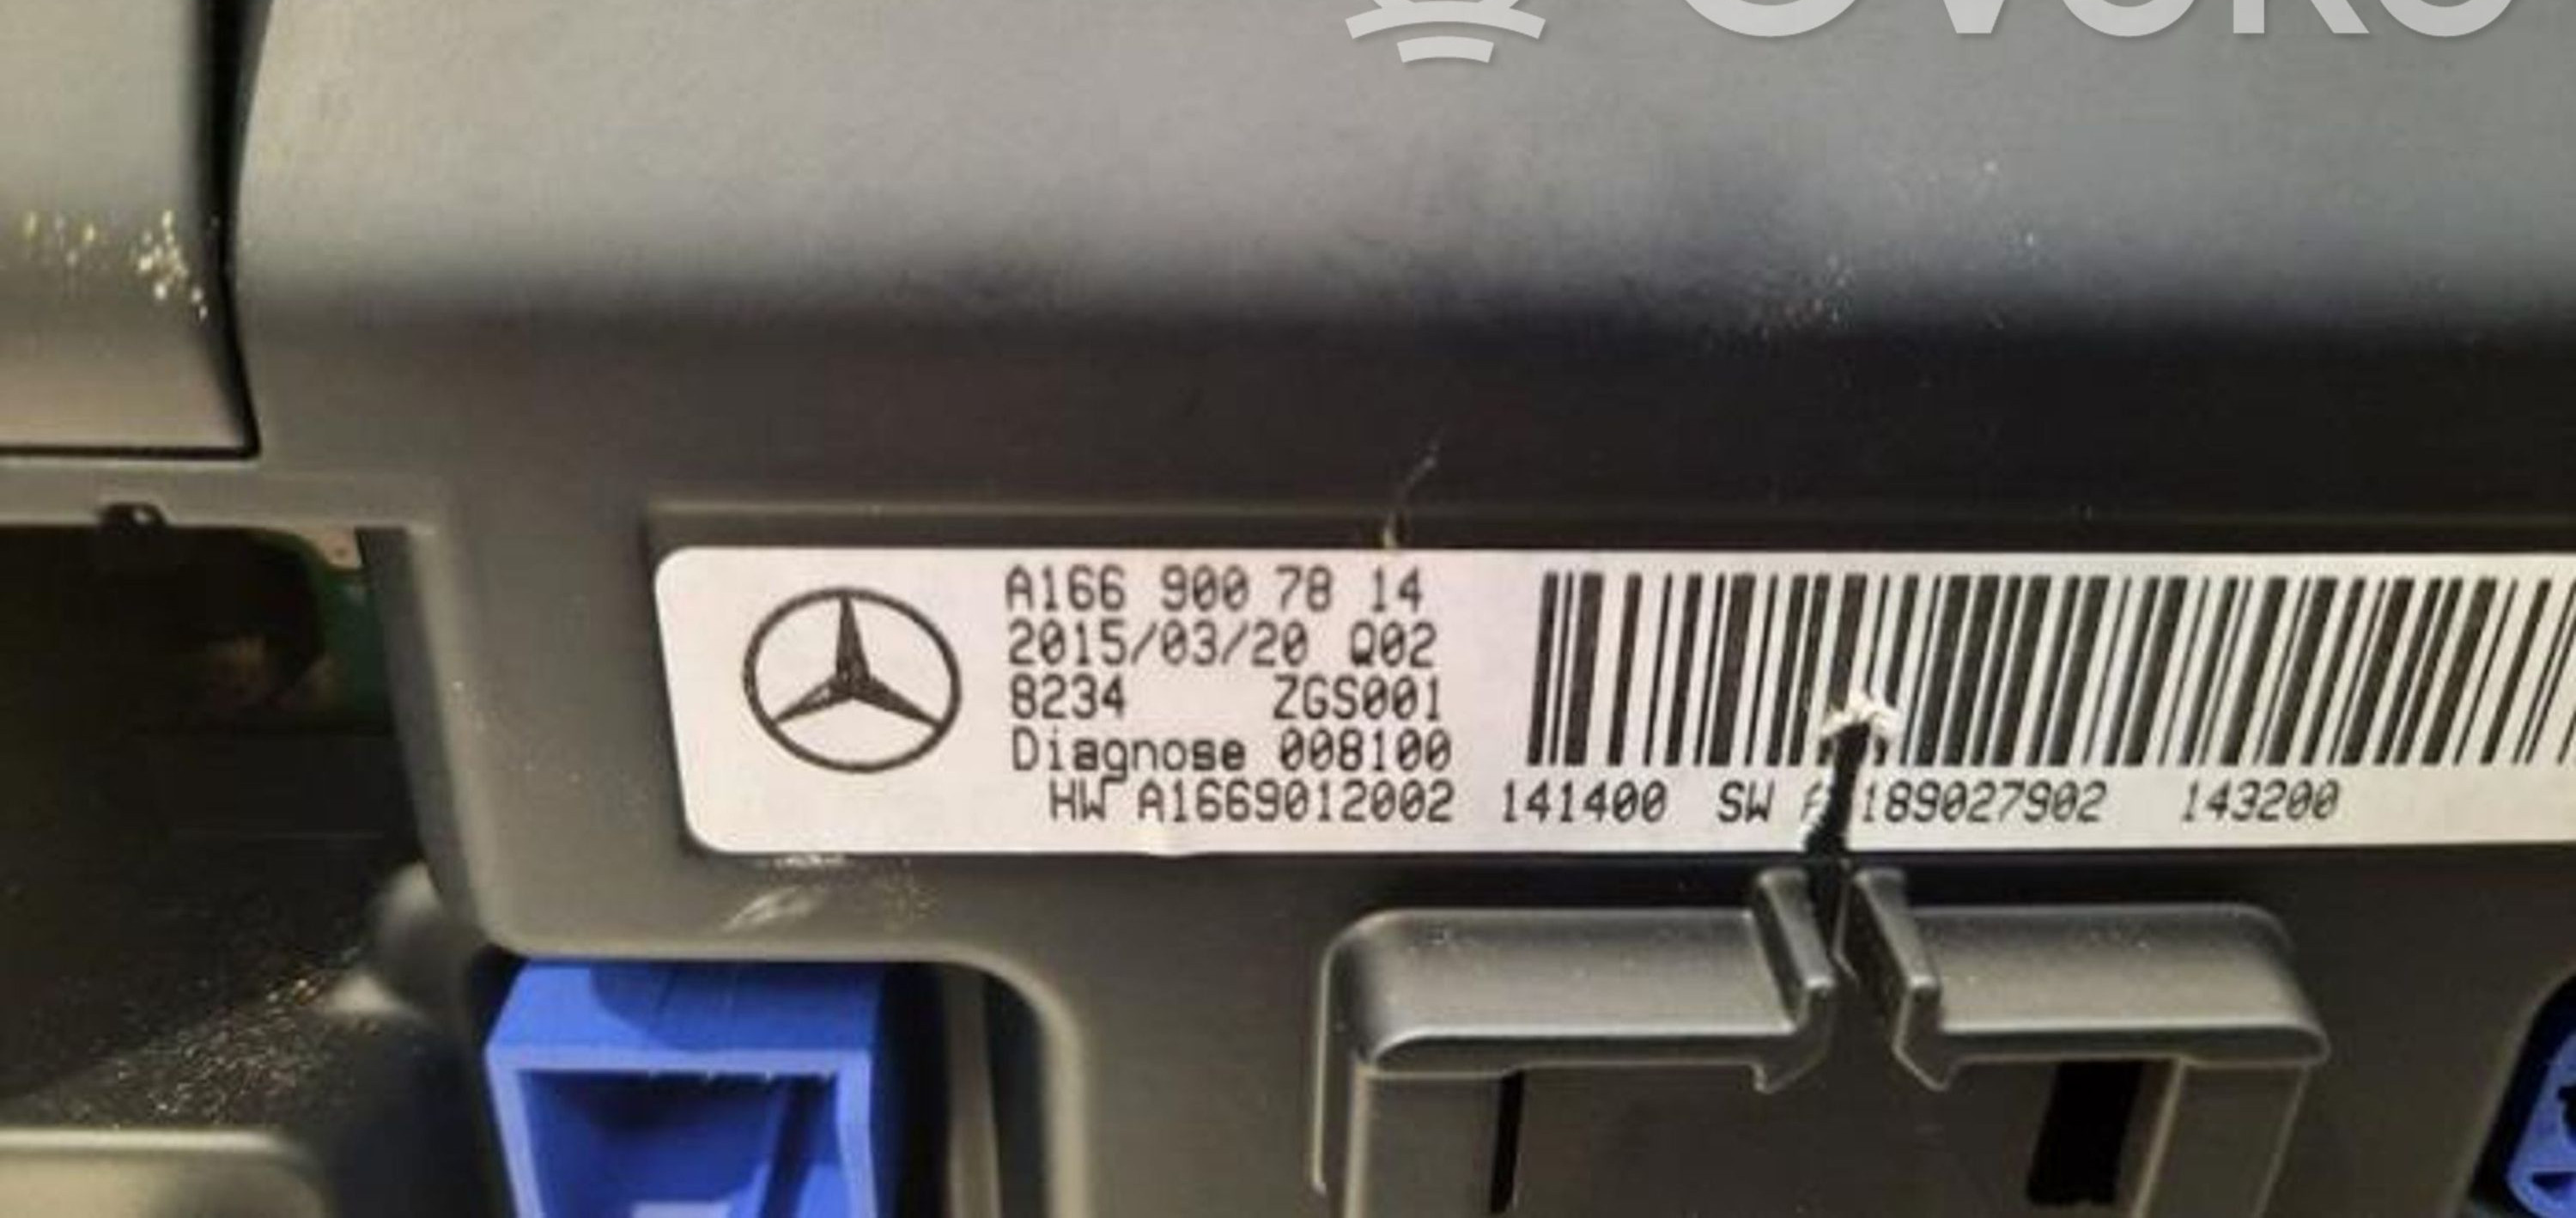 A166 900 78 14
2015/03/20 Q02
8234 ZGS001
Diagnose 008100
HW A1669012002 141400 SW 189027902 143200